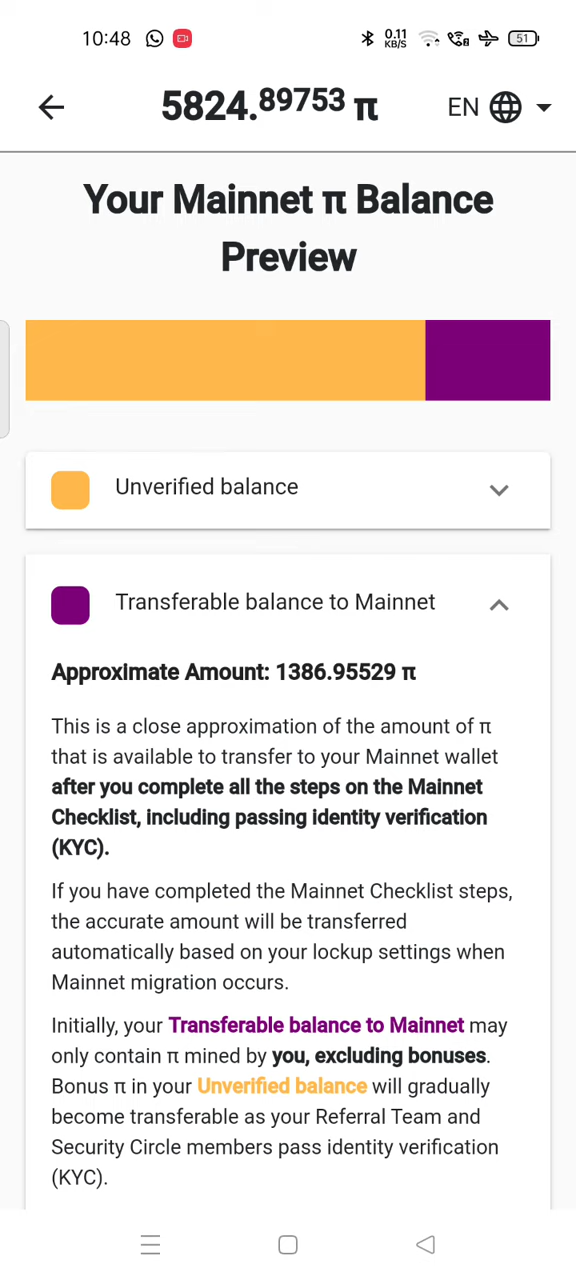 10:48
0.11
KB/S
51
5824.89753 π
EN
Your Mainnet π Balance
Preview
Unverified balance
Transferable balance to Mainnet
Approximate Amount: 1386.95529 π
This is a close approximation of the amount of π
that is available to transfer to your Mainnet wallet
after you complete all the steps on the Mainnet
Checklist, including passing identity verification
(KYC).
If you have completed the Mainnet Checklist steps,
the accurate amount will be transferred
automatically based on your lockup settings when
Mainnet migration occurs.
Initially, your Transferable balance to Mainnet may
only contain π mined by you, excluding bonuses.
Bonus π in your Unverified balance will gradually
become transferable as your Referral Team and
Security Circle members pass identity verification
(KYC).